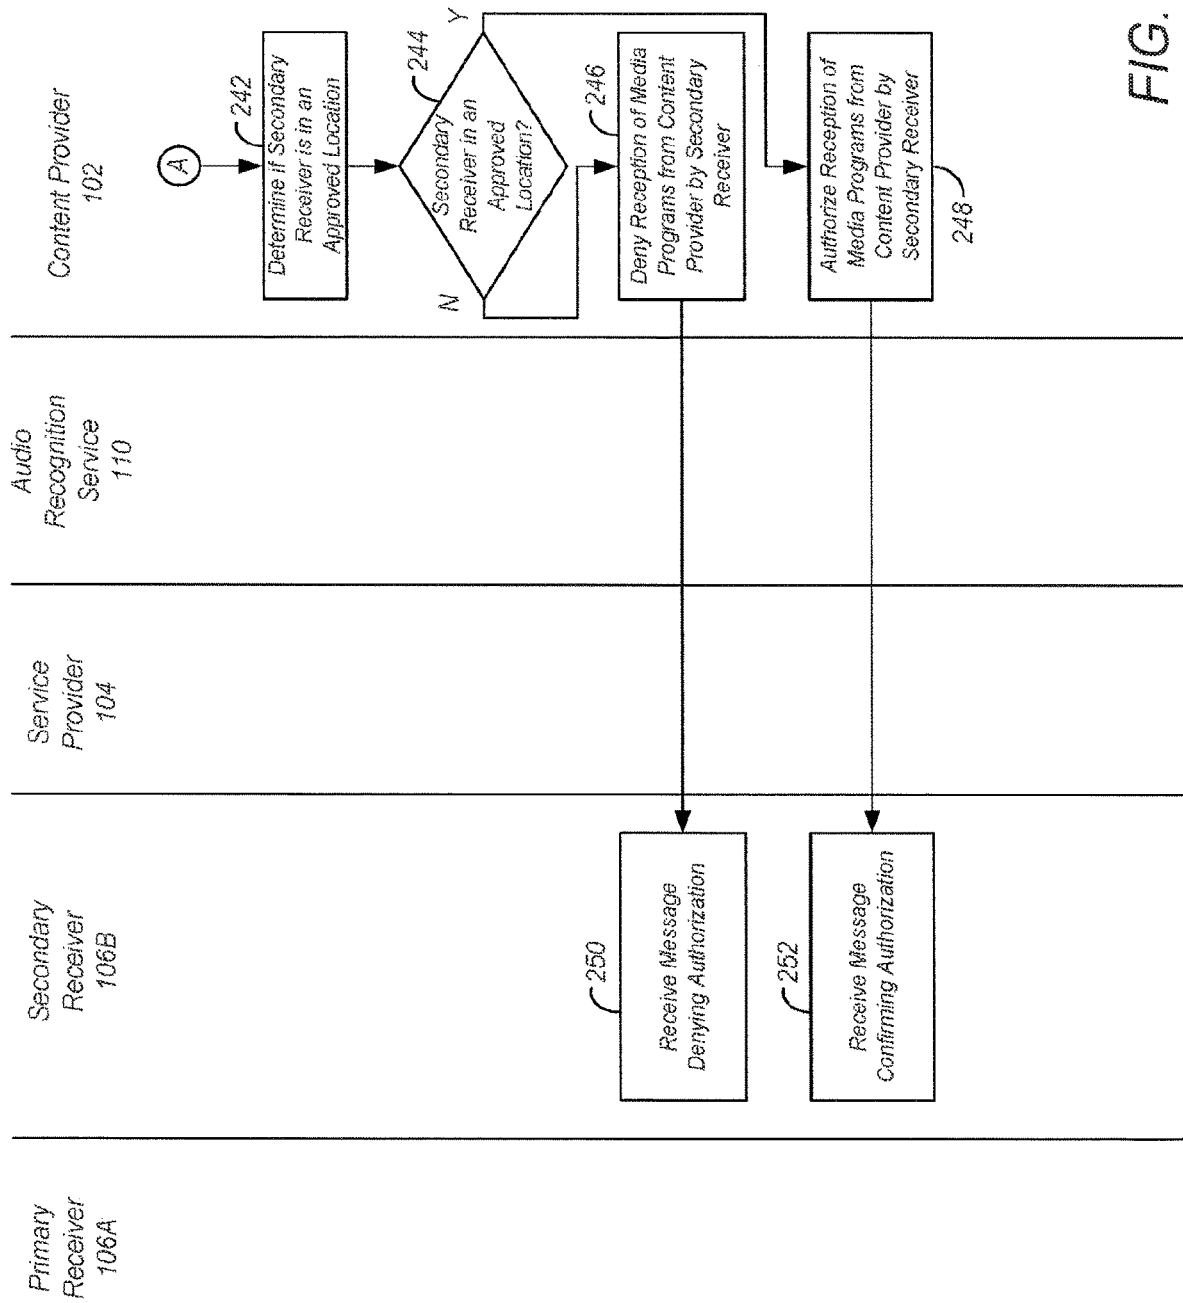 Primary
Receiver
106A
Secondary
Receiver
106B
Service
Provider
104
Audio
Recognition
Service
110
Content Provider
102
A
242
Determine if Secondary
Receiver is in an
Approved Location
244
Secondary
Receiver in an
Approved
Location?
N
Y
250
Receive Message
Denying Authorization
246
Deny Reception of Media
Programs from Content
Provider by Secondary
Receiver
252
Receive Message
Confirming Authorization
Authorize Reception of
Media Programs from
Content Provider by
Secondary Receiver
248
FIG.